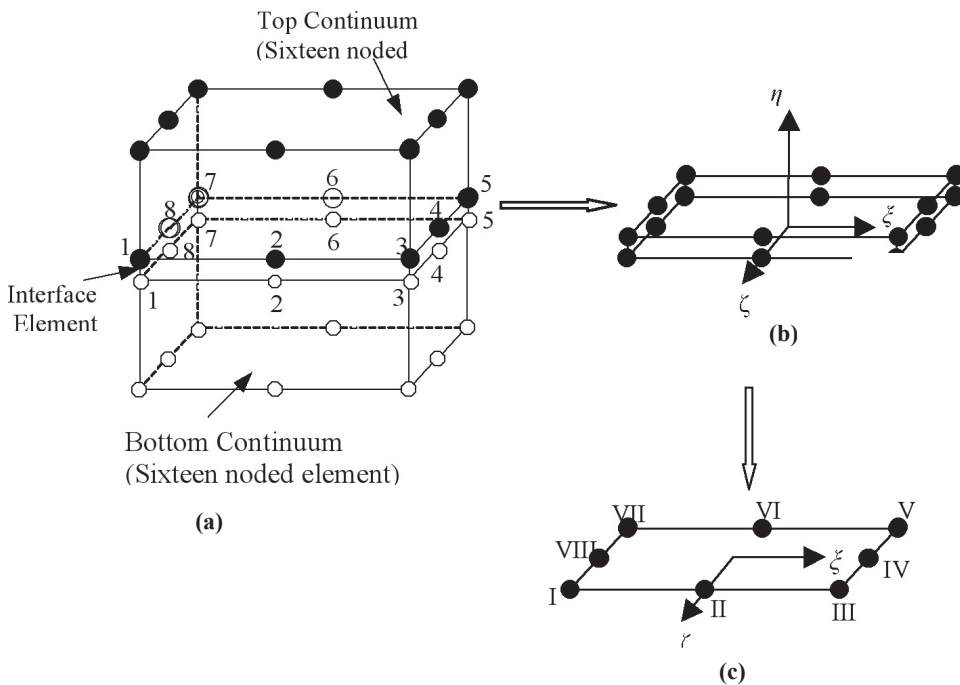 Top Continuum
(Sixteen noded
7
6
5
8
4
5
1
2
3
7
6
8
4
1
2
3
Interface
Element
Bottom Continuum
(Sixteen noded element)
(a)
η
ξ
ζ
(b)
VII
VI
V
VIII
ξ
IV
I
II
III
ζ
(c)